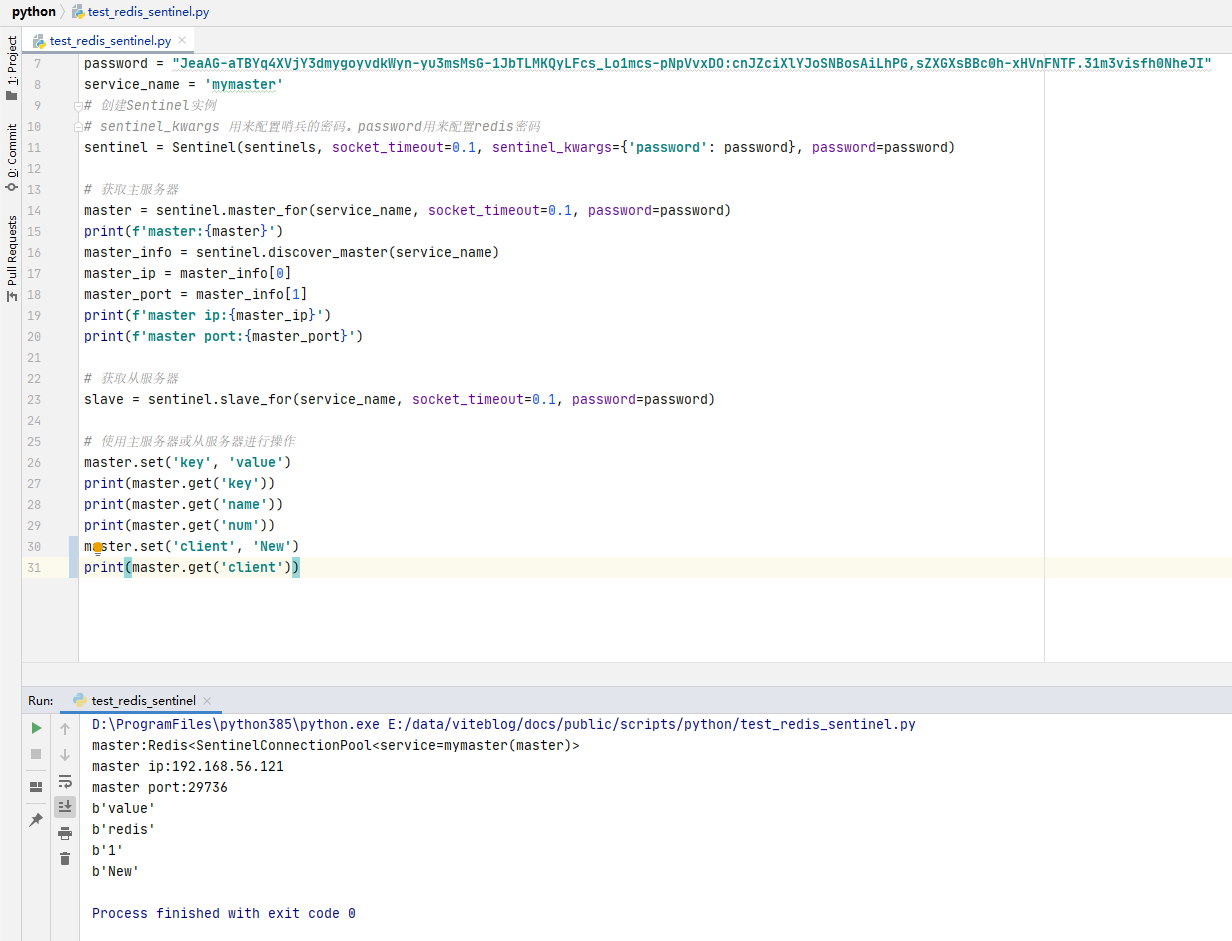 python test_redis_sentinel.py
test_redis_sentinel.py
1: Project
0: Commit
Pull Requests
7 password = "JeaAG-aTBYq4XVjY3dmygoyvdkWyn-yu3msMsG-1JbTLMKQyLFcs_Lo1mcs-pNpVvxDO:cnJZciXlYJoSNBosAiLhPG,sZXGXsBBc0h-xHVnFNTF.31m3visfh0NheJI"
8 service_name = 'mymaster'
9 # 创建Sentinel实例
10 # sentinel_kwargs 用来配置哨兵的密码。password用来配置redis密码
11 sentinel = Sentinel(sentinels, socket_timeout=0.1, sentinel_kwargs={'password': password}, password=password)
12
13 # 获取主服务器
14 master = sentinel.master_for(service_name, socket_timeout=0.1, password=password)
15 print(f'master:{master}')
16 master_info = sentinel.discover_master(service_name)
17 master_ip = master_info[0]
18 master_port = master_info[1]
19 print(f'master ip:{master_ip}')
20 print(f'master port:{master_port}')
21
22 # 获取从服务器
23 slave = sentinel.slave_for(service_name, socket_timeout=0.1, password=password)
24
25 # 使用主服务器或从服务器进行操作
26 master.set('key', 'value')
27 print(master.get('key'))
28 print(master.get('name'))
29 print(master.get('num'))
30 master.set('client', 'New')
31 print(master.get('client'))
Run: test_redis_sentinel
D:\ProgramFiles\python385\python.exe E:/data/viteblog/docs/public/scripts/python/test_redis_sentinel.py
master:Redis<SentinelConnectionPool<service=mymaster(master)>
master ip:192.168.56.121
master port:29736
b'value'
b'redis'
b'1'
b'New'
Process finished with exit code 0